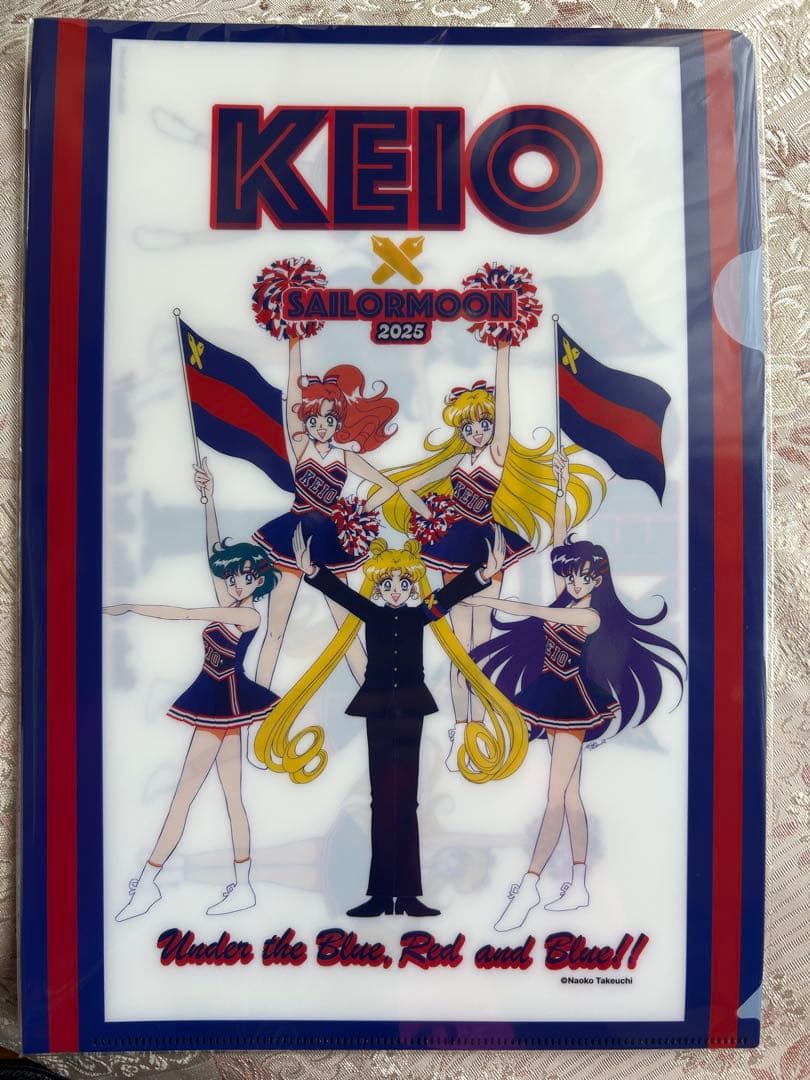 KEIO
SAILORMOON
2025
KEIO
KEIO
KEIO
KEIO
Under the Blue, Red and Blue!!
©Naoko Takeuchi